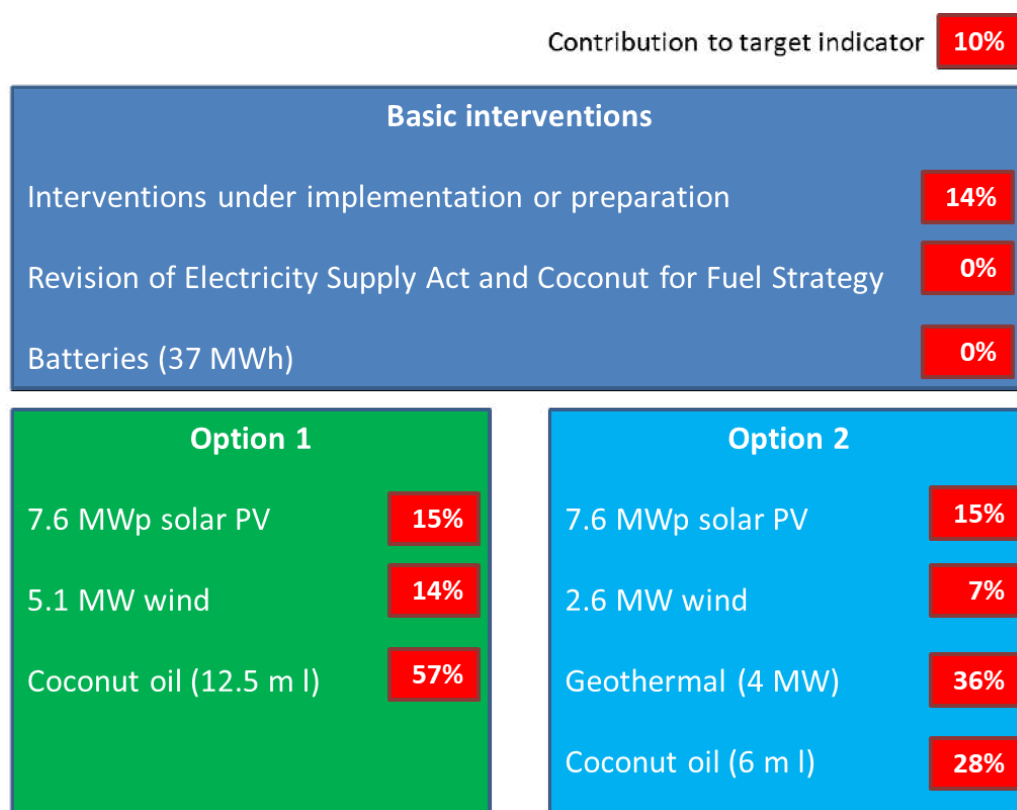 Contribution to target indicator 10%
Basic interventions
Interventions under implementation or preparation 14%
Revision of Electricity Supply Act and Coconut for Fuel Strategy 0%
Batteries (37 MWh) 0%
Option 1
7.6 MWp solar PV 15%
5.1 MW wind 14%
Coconut oil (12.5 m l) 57%
Option 2
7.6 MWp solar PV 15%
2.6 MW wind 7%
Geothermal (4 MW) 36%
Coconut oil (6 m l) 28%